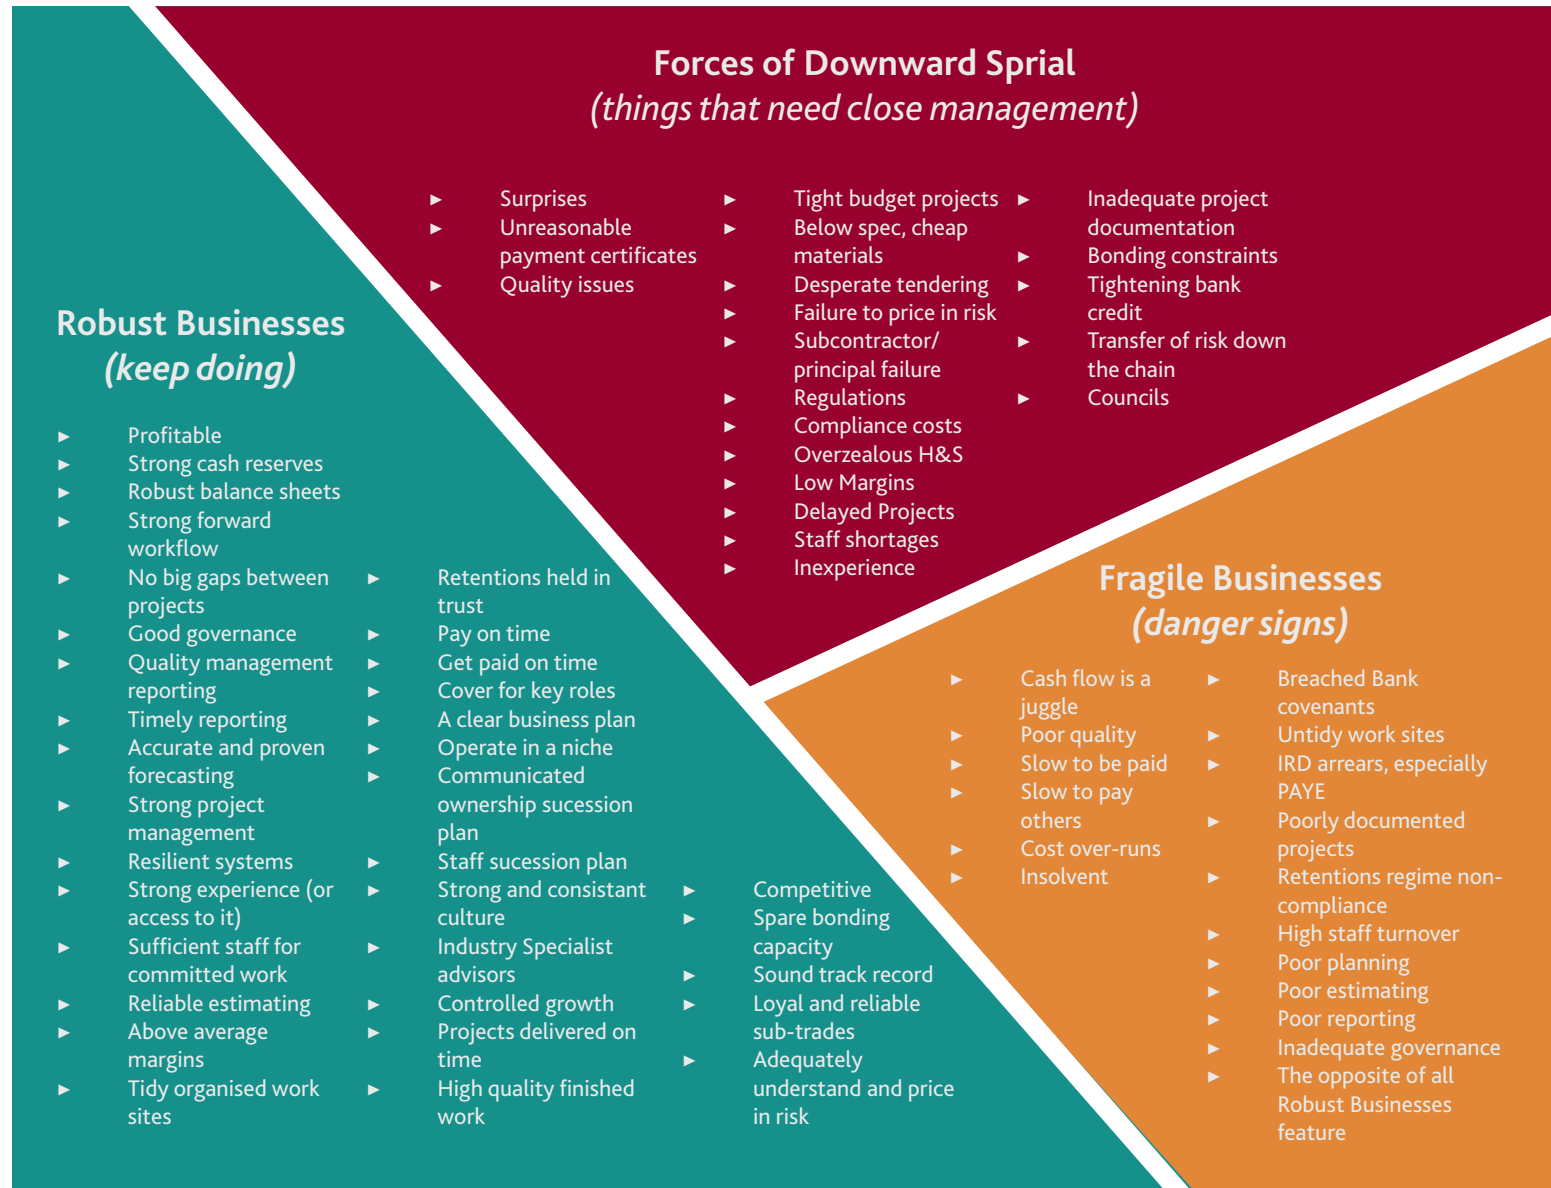 Forces of Downward Sprial
(things that need close management)
► Surprises
► Unreasonable
payment certificates
► Quality issues
► Tight budget projects
► Below spec, cheap
materials
► Desperate tendering
► Failure to price in risk
► Subcontractor/
principal failure
► Regulations
► Compliance costs
► Overzealous H&S
► Low Margins
► Delayed Projects
► Staff shortages
► Inexperience
► Inadequate project
documentation
► Bonding constraints
► Tightening bank
credit
► Transfer of risk down
the chain
► Councils
Robust Businesses
(keep doing)
► Profitable
► Strong cash reserves
► Robust balance sheets
► Strong forward
workflow
► No big gaps between
projects
► Good governance
► Quality management
reporting
► Timely reporting
► Accurate and proven
forecasting
► Strong project
management
► Resilient systems
► Strong experience (or
access to it)
► Sufficient staff for
committed work
► Reliable estimating
► Above average
margins
► Tidy organised work
sites
► Retentions held in
trust
► Pay on time
► Get paid on time
► Cover for key roles
► A clear business plan
► Operate in a niche
► Communicated
ownership sucession
plan
► Staff sucession plan
► Strong and consistant
culture
► Industry Specialist
advisors
► Controlled growth
► Projects delivered on
time
► High quality finished
work
► Competitive
► Spare bonding
capacity
► Sound track record
► Loyal and reliable
sub-trades
► Adequately
understand and price
in risk
Fragile Businesses
(danger signs)
► Cash flow is a
juggle
► Poor quality
► Slow to be paid
► Slow to pay
others
► Cost over-runs
► Insolvent
► Breached Bank
covenants
► Untidy work sites
► IRD arrears, especially
PAYE
► Poorly documented
projects
► Retentions regime non-
compliance
► High staff turnover
► Poor planning
► Poor estimating
► Poor reporting
► Inadequate governance
► The opposite of all
Robust Businesses
feature